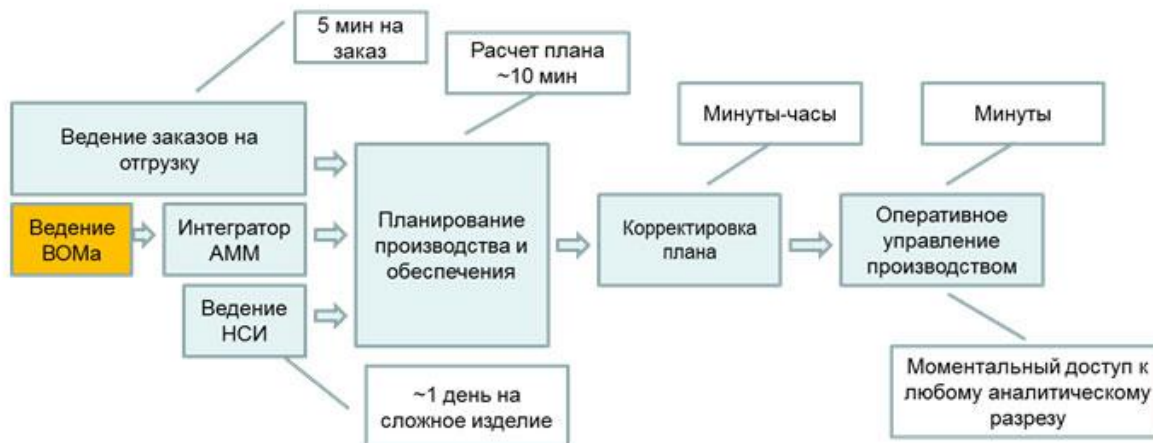 5 мин на
заказ
Расчет плана
~10 мин
Минуты-часы
Минуты
Ведение заказов на
отгрузку
Ведение
BOMа
Интегратор
AMM
Ведение
НСИ
Планирование
производства и
обеспечения
Корректировка
плана
Оперативное
управление
производством
~1 день на
сложное изделие
Моментальный доступ к
любому аналитическому
разрезу